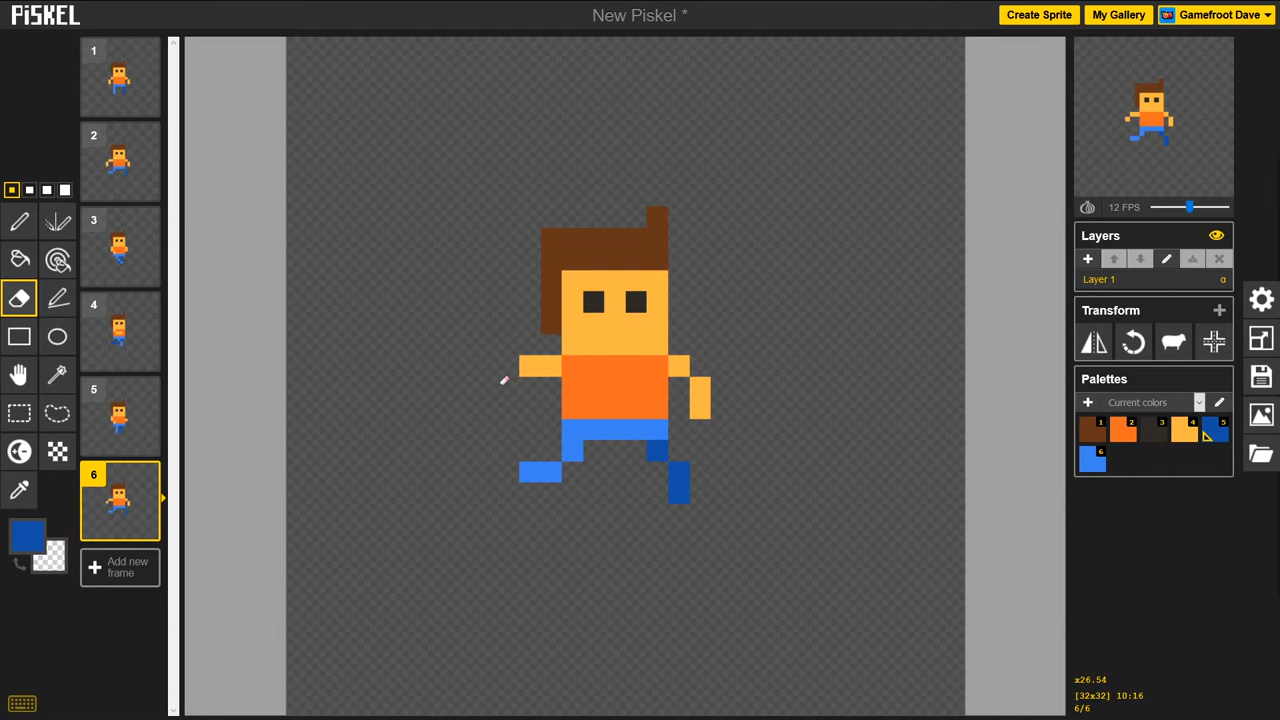 PiSKEL
New Piskel *
Create Sprite
My Gallery
Gamefroot Dave
1
2
3
4
5
6
Add new
frame
12 FPS
Layers
Layer 1
α
Transform
Palettes
Current colors
1
2
3
4
5
6
x26.54
[32x32] 10:16
6/6